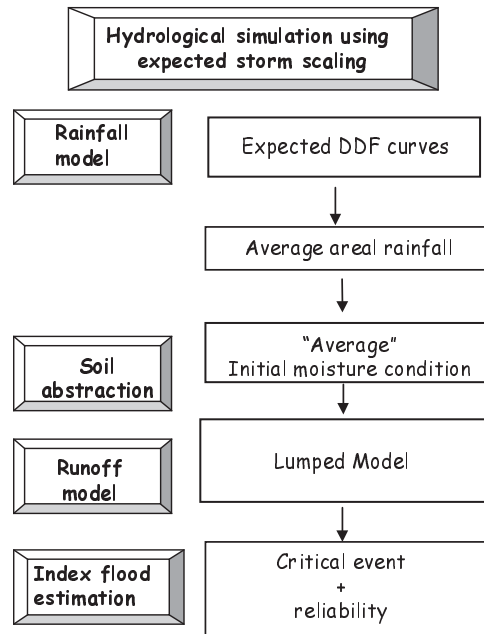 Hydrological simulation using
expected storm scaling
Rainfall
model
Expected DDF curves
Average areal rainfall
Soil
abstraction
“Average”
Initial moisture condition
Runoff
model
Lumped Model
Index flood
estimation
Critical event
+
reliability